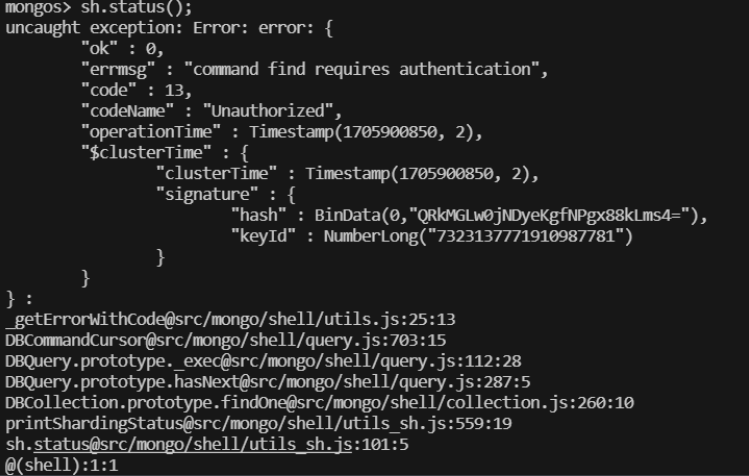 mongos> sh.status();
uncaught exception: Error: error: {
        "ok" : 0,
        "errmsg" : "command find requires authentication",
        "code" : 13,
        "codeName" : "Unauthorized",
        "operationTime" : Timestamp(1705900850, 2),
        "$clusterTime" : {
                "clusterTime" : Timestamp(1705900850, 2),
                "signature" : {
                        "hash" : BinData(0,"QRkMGLw0jNDyeKgfNPgx88kLms4="),
                        "keyId" : NumberLong("7323137771910987781")
                }
        }
} :
_getErrorWithCode@src/mongo/shell/utils.js:25:13
DBCommandCursor@src/mongo/shell/query.js:703:15
DBQuery.prototype._exec@src/mongo/shell/query.js:112:28
DBQuery.prototype.hasNext@src/mongo/shell/query.js:287:5
DBCollection.prototype.findOne@src/mongo/shell/collection.js:260:10
printShardingStatus@src/mongo/shell/utils_sh.js:559:19
sh.status@src/mongo/shell/utils_sh.js:101:5
@(shell):1:1